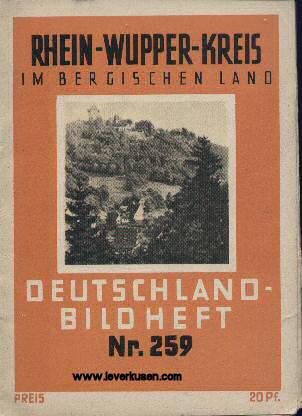 RHEIN-WUPPER-KREIS
IM BERGISCHEN LAND
DEUTSCHLAND-
BILDHEFT
Nr. 259
www.leverkusen.com
PREIS 20 Pf.